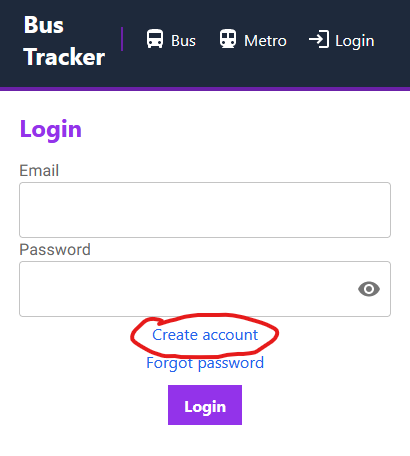 Bus Tracker
Bus
Metro
Login
Login
Email
Password
Create account
Forgot password
Login